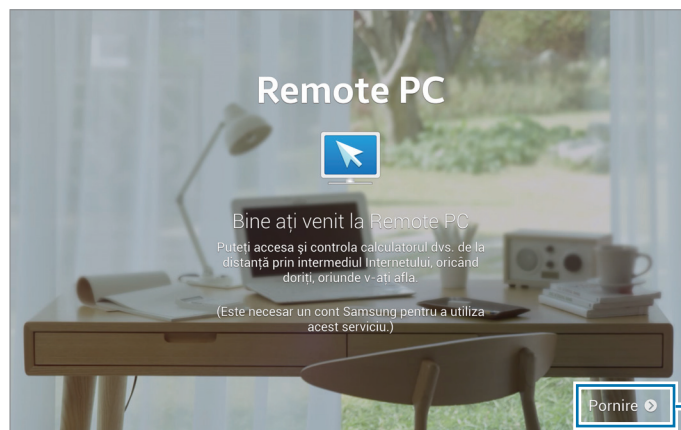 Remote PC
Bine ați venit la Remote PC
Puteți accesa și controla calculatorul dvs. de la
distanță prin intermediul Internetului, oricând
doriți, oriunde v-ați afla.
(Este necesar un cont Samsung pentru a utiliza
acest serviciu.)
Pornire